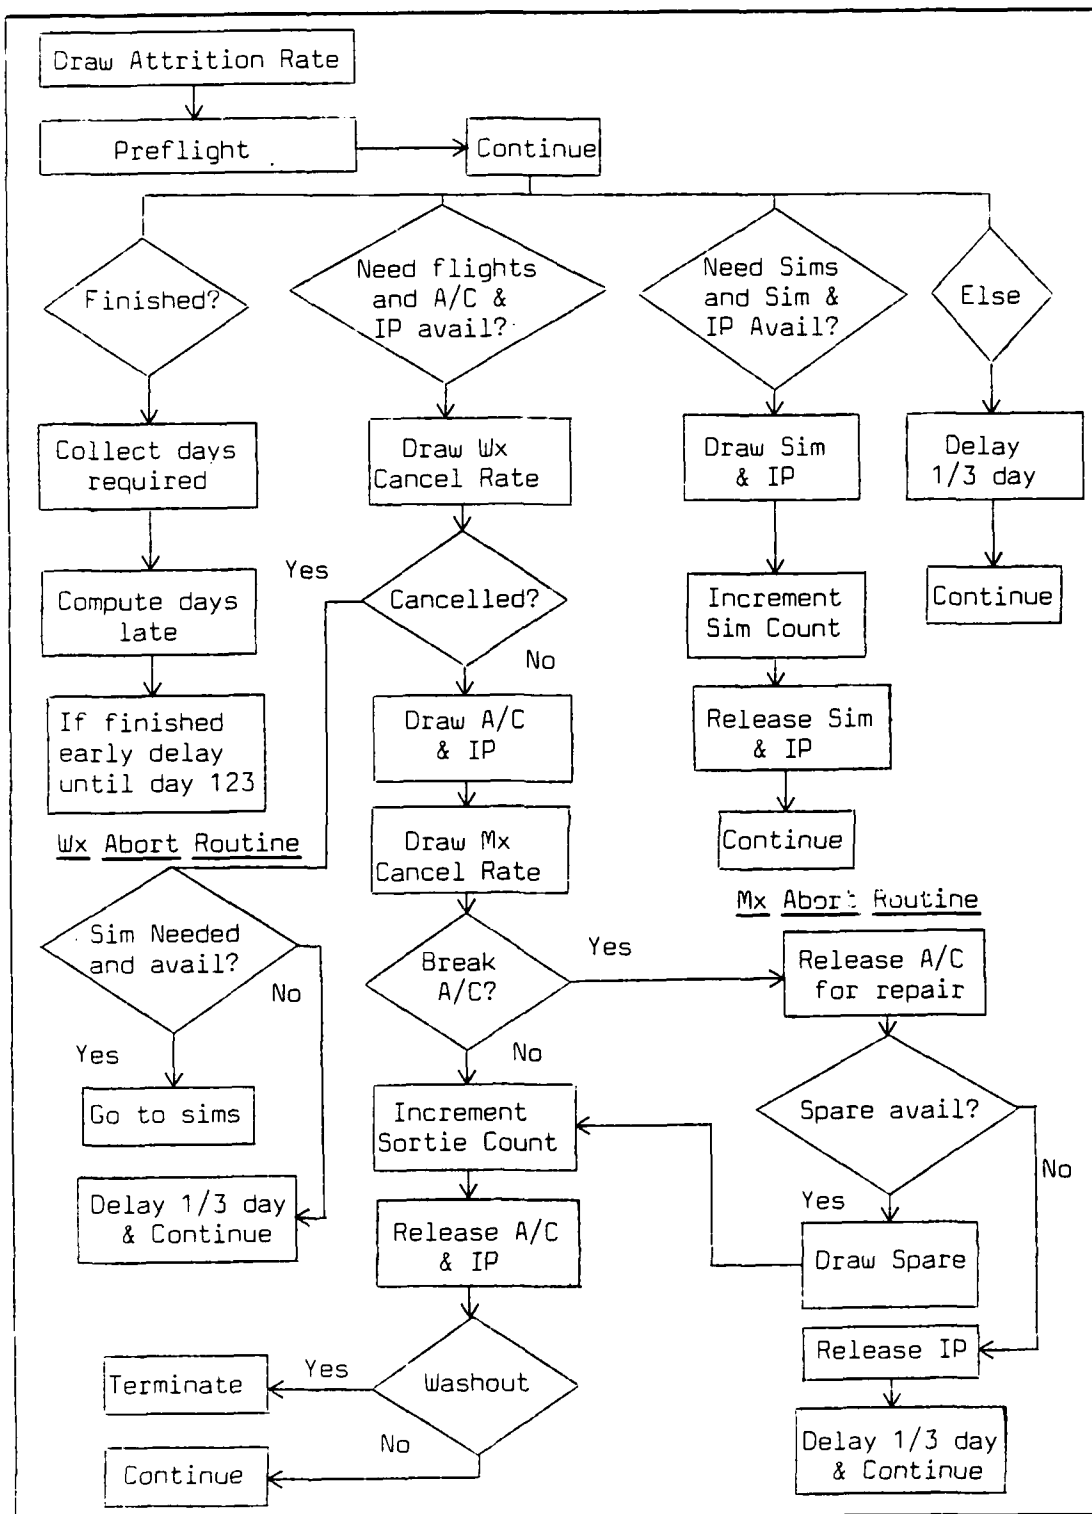 Draw Attrition Rate
Preflight
Continue
Finished?
Need flights
and A/C &
IP avail?
Need Sims
and Sim &
IP Avail?
Else
Collect days
required
Draw Wx
Cancel Rate
Draw Sim
& IP
Delay
1/3 day
Yes
Cancelled?
No
Compute days
late
Increment
Sim Count
Continue
If finished
early delay
until day 123
Draw A/C
& IP
Release Sim
& IP
Draw Mx
Cancel Rate
Continue
Wx Abort Routine
Mx Abort Routine
Sim Needed
and avail?
No
Yes
Break
A/C?
Yes
No
Release A/C
for repair
Go to sims
Increment
Sortie Count
Spare avail?
No
Yes
Delay 1/3 day
& Continue
Release A/C
& IP
Draw Spare
Release IP
Terminate
Yes
Washout
No
Continue
Delay 1/3 day
& Continue